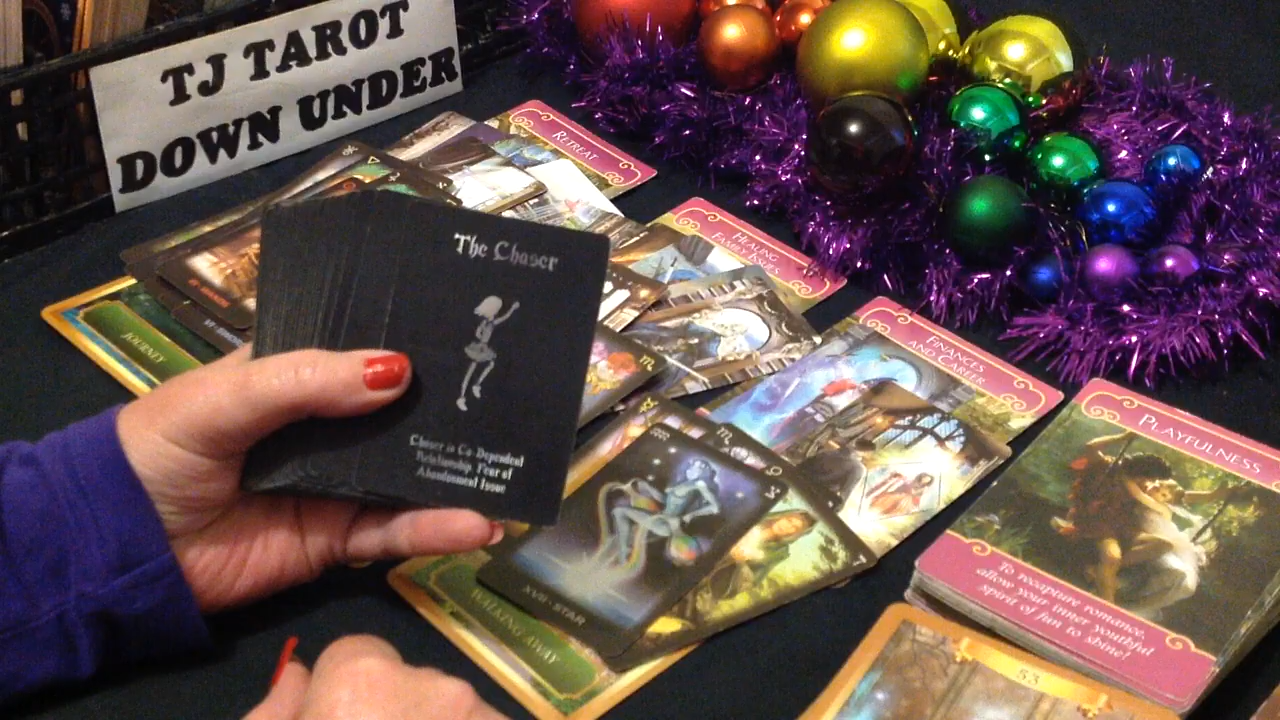 TJ TAROT
DOWN UNDER
RETREAT
HEALING
FAMILY ISSUES
FINANCES
AND CAREER
PLAYFULNESS
To recapture romance,
allow your inner youthful
spirit of fun to shine!
The Chaser
Chaser is Co-Dependent
Relationship, Fear of
Abandonment Issue
JOURNEY
XVII - STAR
WALKING AWAY
53